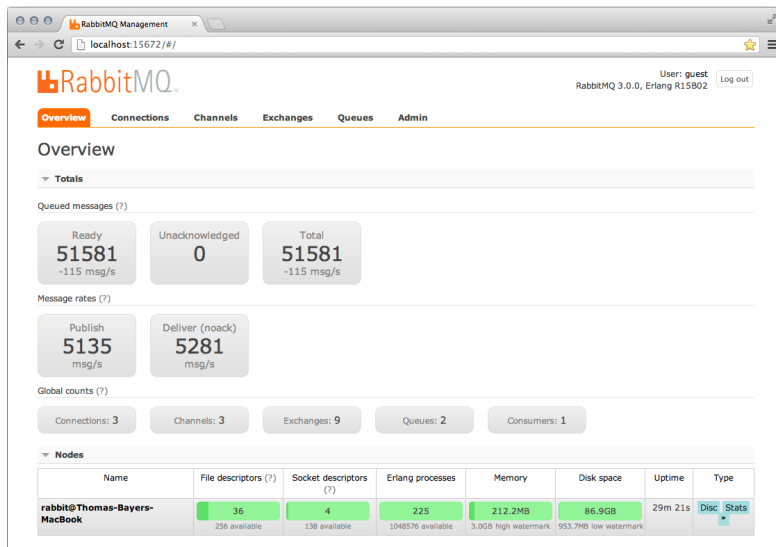 RabbitMQ Management
localhost:15672/#/
RabbitMQ
User: guest
RabbitMQ 3.0.0, Erlang R15B02
Log out
Overview Connections Channels Exchanges Queues Admin
Overview
Totals
Queued messages (?)
Ready Unacknowledged Total
51581 0 51581
-115 msg/s -115 msg/s
Message rates (?)
Publish Deliver (noack)
5135 5281
msg/s msg/s
Global counts (?)
Connections: 3 Channels: 3 Exchanges: 9 Queues: 2 Consumers: 1
Nodes
Name File descriptors (?) Socket descriptors (?) Erlang processes Memory Disk space Uptime Type
rabbit@Thomas-Bayers-MacBook 36 4 225 212.2MB 86.9GB 29m 21s Disc Stats *
256 available 138 available 1048576 available 3.0GB high watermark 953.7MB low watermark